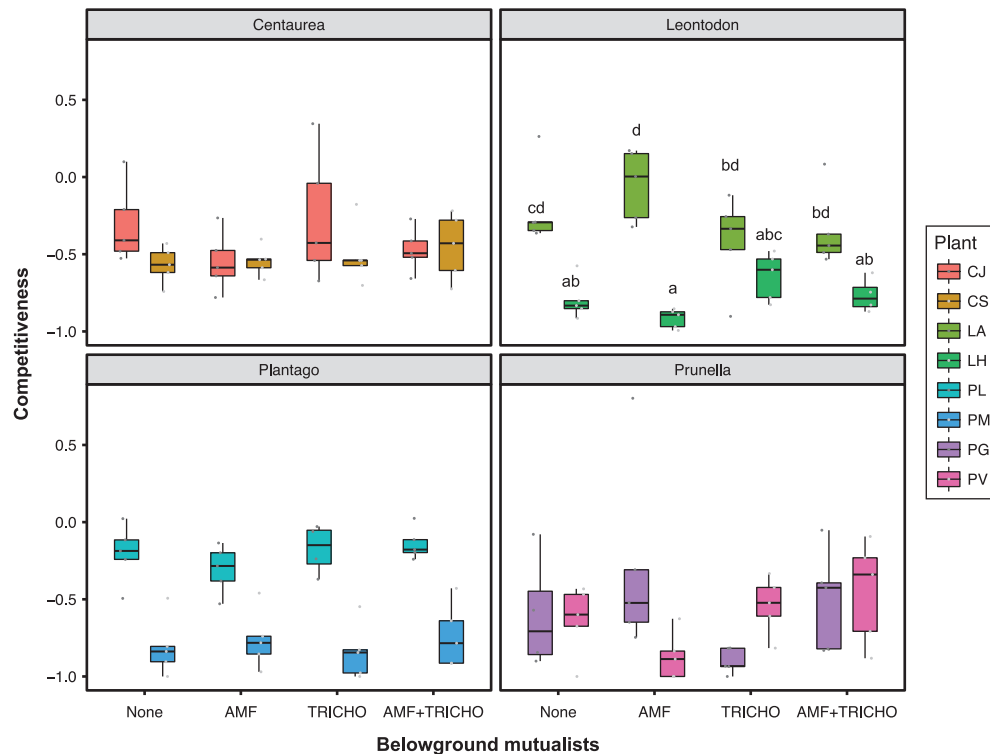 Centaurea
Leontodon
0.5
0.0
−0.5
−1.0
cd
ab
d
a
bd
abc
bd
ab
Plantago
Prunella
0.5
0.0
−0.5
−1.0
None
AMF
TRICHO
AMF+TRICHO
None
AMF
TRICHO
AMF+TRICHO
Competitiveness
Belowground mutualists
Plant
CJ
CS
LA
LH
PL
PM
PG
PV